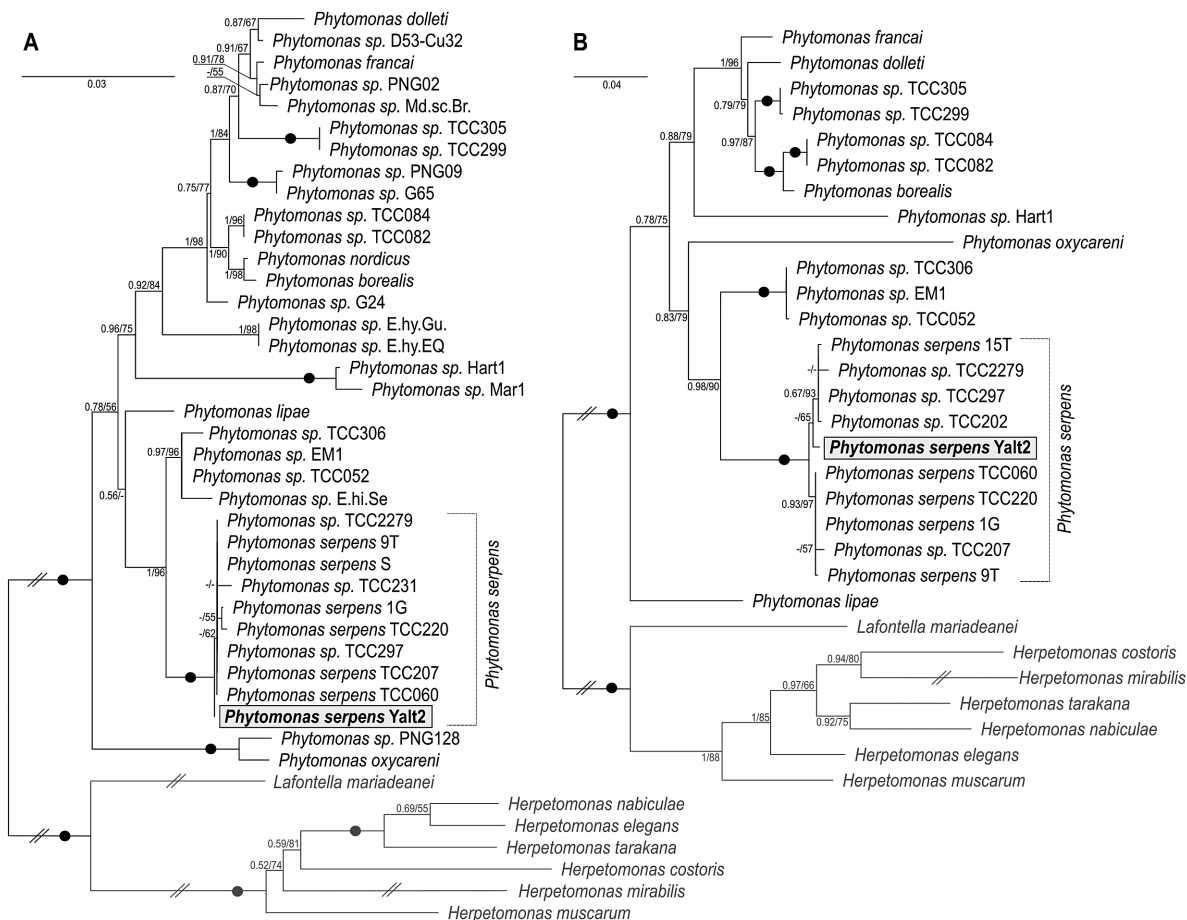 A
0.03
0.87/67
0.91/67
0.91/78
-/55
0.87/70
1/84
0.75/77
1/96
1/98
1/90
1/98
0.92/84
0.96/75
1/98
0.78/56
0.97/96
0.56/-
1/96
-/-
-/55
-/62
Phytomonas dolleti
Phytomonas sp. D53-Cu32
Phytomonas francai
Phytomonas sp. PNG02
Phytomonas sp. Md.sc.Br.
Phytomonas sp. TCC305
Phytomonas sp. TCC299
Phytomonas sp. PNG09
Phytomonas sp. G65
Phytomonas sp. TCC084
Phytomonas sp. TCC082
Phytomonas nordicus
Phytomonas borealis
Phytomonas sp. G24
Phytomonas sp. E.hy.Gu.
Phytomonas sp. E.hy.EQ
Phytomonas sp. Hart1
Phytomonas sp. Mar1
Phytomonas lipae
Phytomonas sp. TCC306
Phytomonas sp. EM1
Phytomonas sp. TCC052
Phytomonas sp. E.hi.Se
Phytomonas sp. TCC2279
Phytomonas serpens 9T
Phytomonas serpens S
Phytomonas sp. TCC231
Phytomonas serpens 1G
Phytomonas serpens TCC220
Phytomonas sp. TCC297
Phytomonas serpens TCC207
Phytomonas serpens TCC060
Phytomonas serpens Yalt2
Phytomonas serpens
Phytomonas sp. PNG128
Phytomonas oxycareni
Lafontella mariadeanei
0.69/55
0.59/81
0.52/74
Herpetomonas nabiculae
Herpetomonas elegans
Herpetomonas tarakana
Herpetomonas costoris
Herpetomonas mirabilis
Herpetomonas muscarum
B
0.04
1/96
0.79/79
0.97/87
0.88/79
0.78/75
0.83/79
0.98/90
-/-
0.67/93
-/65
0.93/97
-/57
Phytomonas francai
Phytomonas dolleti
Phytomonas sp. TCC305
Phytomonas sp. TCC299
Phytomonas sp. TCC084
Phytomonas sp. TCC082
Phytomonas borealis
Phytomonas sp. Hart1
Phytomonas oxycareni
Phytomonas sp. TCC306
Phytomonas sp. EM1
Phytomonas sp. TCC052
Phytomonas serpens 15T
Phytomonas sp. TCC2279
Phytomonas sp. TCC297
Phytomonas sp. TCC202
Phytomonas serpens Yalt2
Phytomonas serpens TCC060
Phytomonas serpens TCC220
Phytomonas serpens 1G
Phytomonas sp. TCC207
Phytomonas serpens 9T
Phytomonas serpens
Phytomonas lipae
Lafontella mariadeanei
0.94/80
0.97/66
0.92/75
1/85
1/88
Herpetomonas costoris
Herpetomonas mirabilis
Herpetomonas tarakana
Herpetomonas nabiculae
Herpetomonas elegans
Herpetomonas muscarum